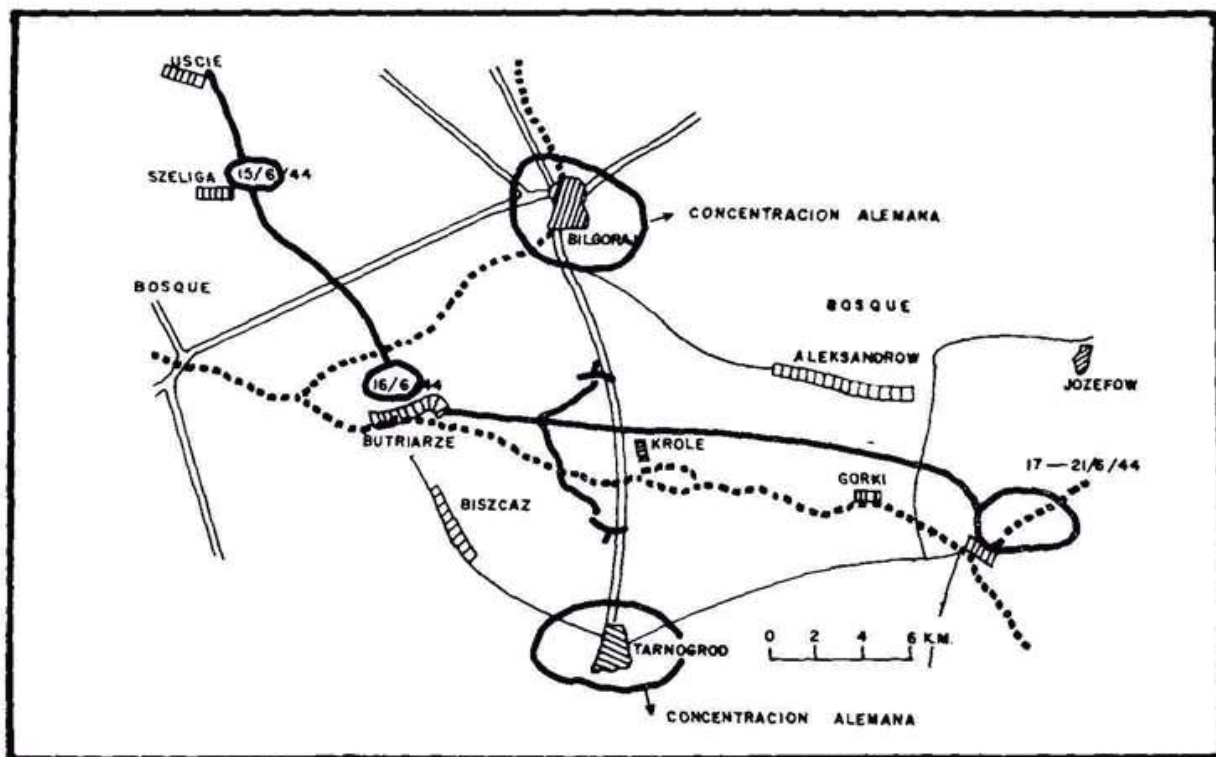 USCIE
SZELIGA
15/6/44
CONCENTRACION ALEMANA
BILGORAJ
BOSQUE
BOSQUE
ALEKSANDROW
JOZEFOW
16/6/44
BUTRIARZE
KROLE
17—21/6/44
GORKI
BISZCAZ
0 2 4 6 KM.
TARNOGROD
CONCENTRACION ALEMANA